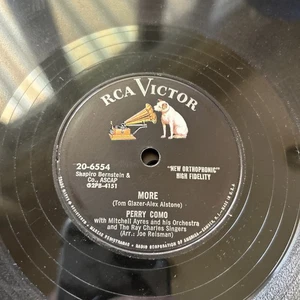 RCA VICTOR
20-6554
Shapiro Bernstein &
Co., ASCAP
G2PB-4151
"NEW ORTHOPHONIC"
HIGH FIDELITY
MORE
(Tom Glazer-Alex Alstone)
PERRY COMO
with Mitchell Ayres and his Orchestra
and The Ray Charles Singers
(Arr.: Joe Reisman)